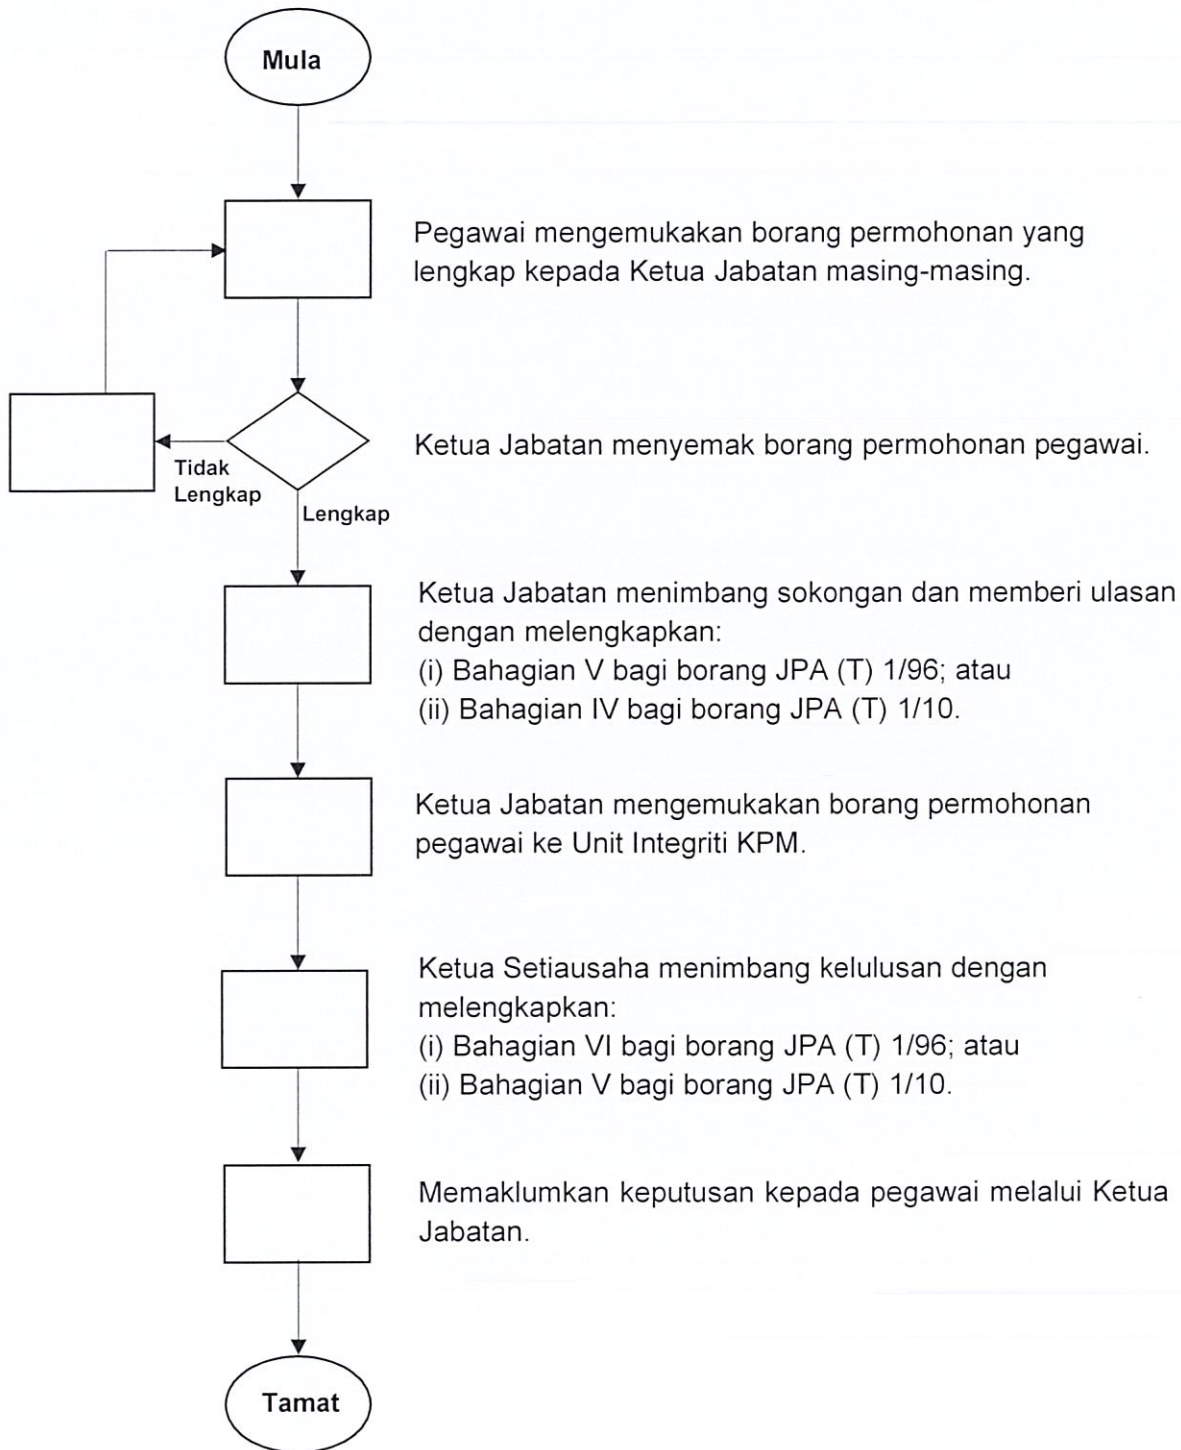 Mula
Pegawai mengemukakan borang permohonan yang
lengkap kepada Ketua Jabatan masing-masing.
Ketua Jabatan menyemak borang permohonan pegawai.
Tidak
Lengkap
Lengkap
Ketua Jabatan menimbang sokongan dan memberi ulasan
dengan melengkapkan:
(i) Bahagian V bagi borang JPA (T) 1/96; atau
(ii) Bahagian IV bagi borang JPA (T) 1/10.
Ketua Jabatan mengemukakan borang permohonan
pegawai ke Unit Integriti KPM.
Ketua Setiausaha menimbang kelulusan dengan
melengkapkan:
(i) Bahagian VI bagi borang JPA (T) 1/96; atau
(ii) Bahagian V bagi borang JPA (T) 1/10.
Memaklumkan keputusan kepada pegawai melalui Ketua
Jabatan.
Tamat